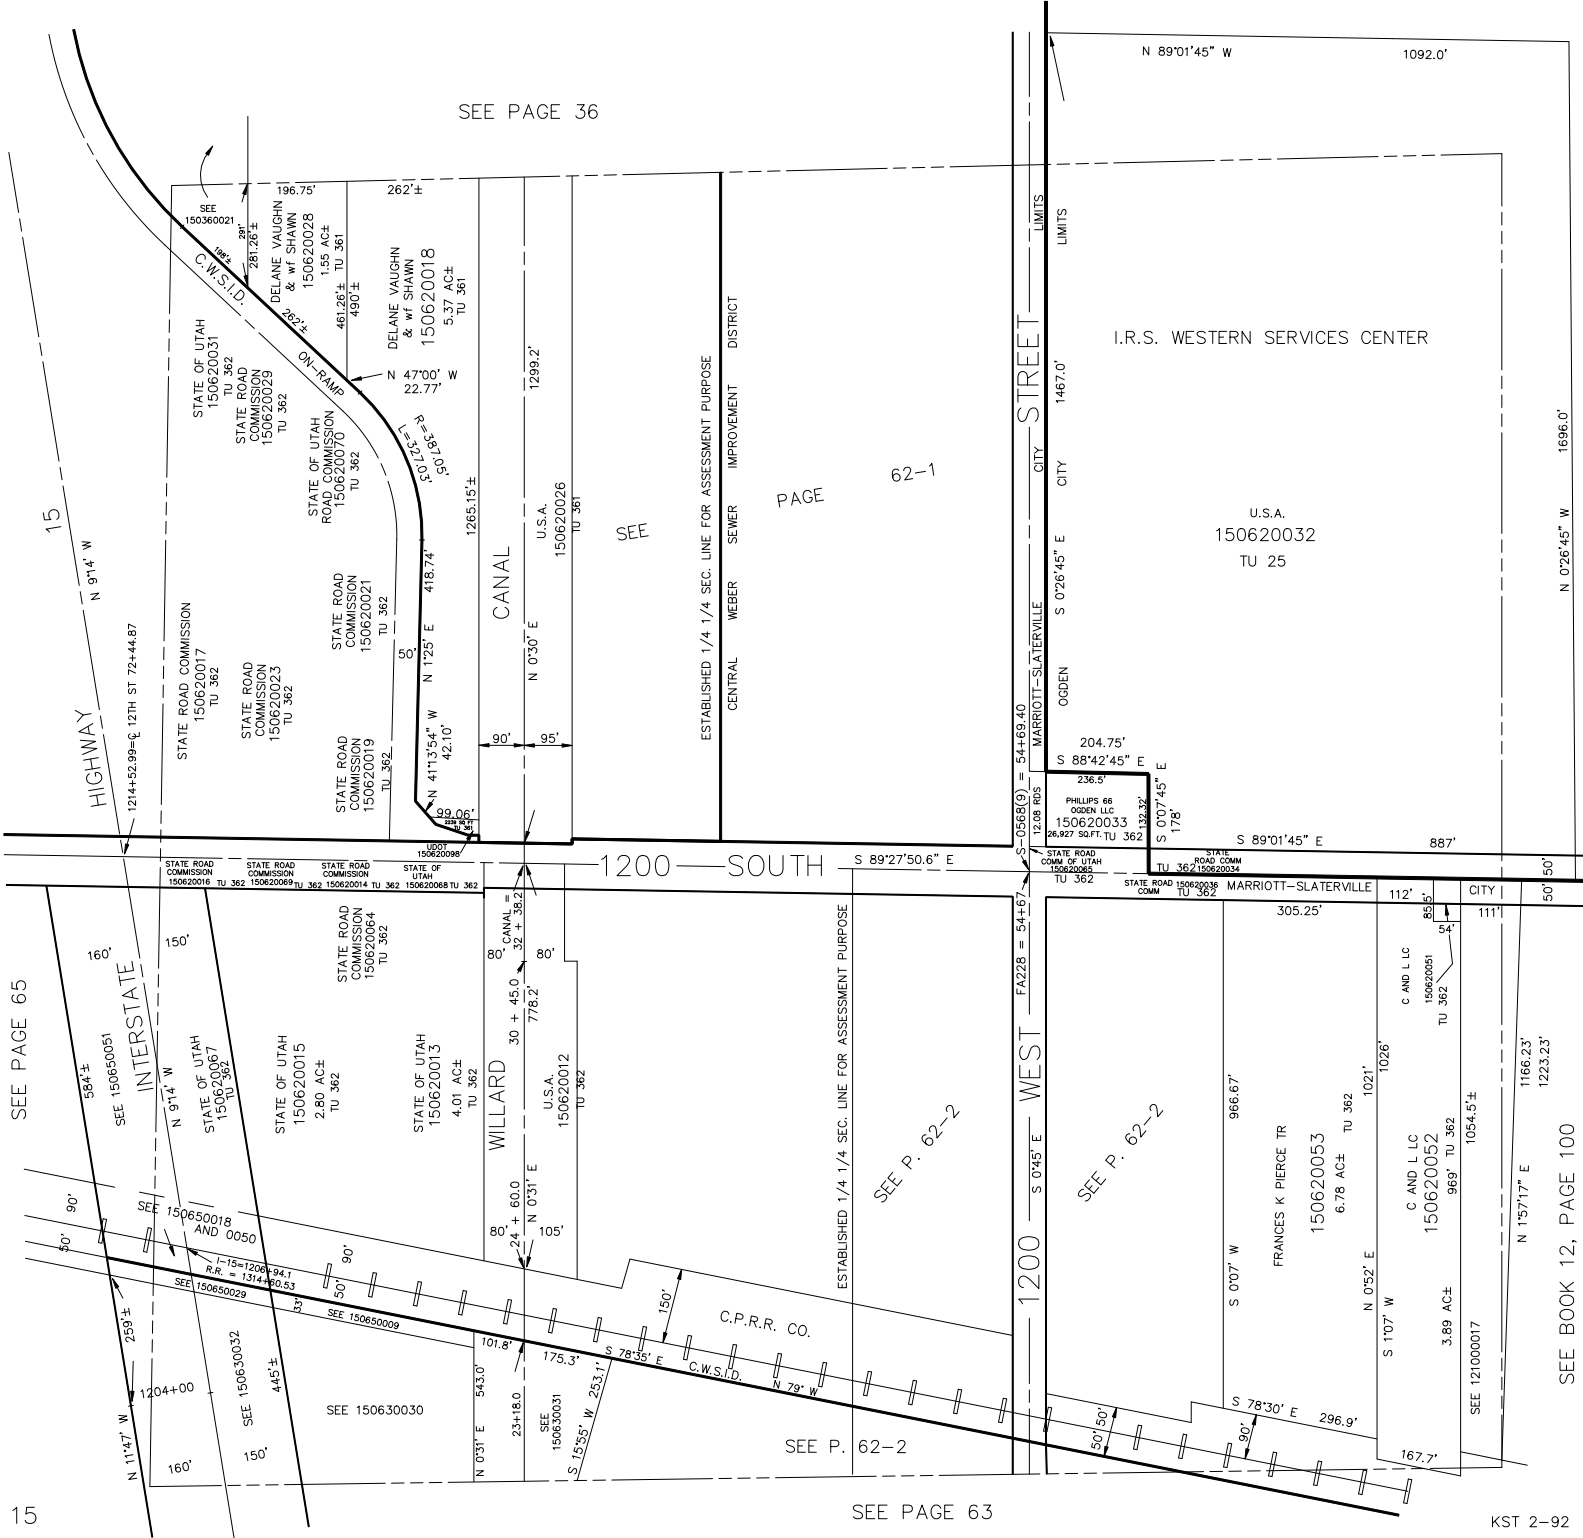 N 89°01'45" W
1092.0'
SEE PAGE 36
SEE
150360021
291'
281.26'±
198'±
C.W.S.I.D.
196.75'
DELANE VAUGHN
& wf SHAWN
150620028
1.55 AC±
TU 361
461.26'±
490'±
262'±
262'±
DELANE VAUGHN
& wf SHAWN
150620018
5.37 AC±
TU 361
ON-RAMP
N 47°00' W
22.77'
R=387.05'
L=327.03'
STATE OF UTAH
150620031
TU 362
STATE ROAD
COMMISSION
150620029
TU 362
STATE OF UTAH
ROAD COMMISSION
150620070
TU 362
STATE ROAD
COMMISSION
150620021
TU 362
STATE ROAD COMMISSION
150620017
TU 362
STATE ROAD
COMMISSION
150620023
TU 362
STATE ROAD
COMMISSION
150620019
TU 362
15
N 9°14' W
HIGHWAY
1214+52.99=℄ 12TH ST 72+44.87
50'
418.74'
N 1°25' E
N 41°13'54" W
42.10'
99.06'
2239 SQ FT
TU 361
UDOT
150620098
1265.15'±
CANAL
1299.2'
N 0°30' E
90'
95'
U.S.A.
150620026
TU 361
SEE
PAGE
62-1
ESTABLISHED 1/4 1/4 SEC. LINE FOR ASSESSMENT PURPOSE
CENTRAL WEBER SEWER IMPROVEMENT DISTRICT
STREET
MARRIOTT-SLATERVILLE CITY LIMITS
OGDEN CITY LIMITS
S 0°26'45" E
1467.0'
I.R.S. WESTERN SERVICES CENTER
U.S.A.
150620032
TU 25
1696.0'
N 0°26'45" W
S-0568(9) = 54+69.40
12.08 RDS
204.75'
S 88°42'45" E
236.5'
PHILLIPS 66
OGDEN LLC
150620033
26,927 SQ.FT. TU 362
132.32'
S 0°07'45" E
178'
S 89°01'45" E
887'
STATE ROAD
COMM OF UTAH
150620065
TU 362
STATE
ROAD COMM
TU 362 150620034
STATE ROAD 150620036
COMM TU 362
MARRIOTT-SLATERVILLE
CITY
50'
50'
STATE ROAD
COMMISSION
150620016 TU 362
STATE ROAD
COMMISSION
150620069 TU 362
STATE ROAD
COMMISSION
150620014 TU 362
STATE OF
UTAH
150620068 TU 362
1200 SOUTH
S 89°27'50.6" E
SEE PAGE 65
160'
150'
INTERSTATE
584'±
SEE 150650051
N 9°14' W
STATE OF UTAH
150620067
TU 362
STATE ROAD
COMMISSION
150620064
TU 362
STATE OF UTAH
150620015
2.80 AC±
TU 362
STATE OF UTAH
150620013
4.01 AC±
TU 362
WILLARD
CANAL =
32 + 38.2
80'
80'
30 + 45.0
778.2'
U.S.A.
150620012
TU 362
24 + 60.0
N 0°31' E
80'
105'
ESTABLISHED 1/4 1/4 SEC. LINE FOR ASSESSMENT PURPOSE
SEE P. 62-2
FA228 = 54+67
1200 WEST
S 0°45' E
SEE P. 62-2
305.25'
966.67'
S 0°07' W
FRANCES K PIERCE TR
150620053
6.78 AC±
TU 362
1021'
1026'
N 0°52' E
S 1°07' W
112'
85.5'
54'
111'
C AND L LC
150620051
TU 362
C AND L LC
150620052
969' TU 362
3.89 AC±
1054.5'±
SEE 121000017
1166.23'
1223.23'
N 1°57'17" E
SEE BOOK 12, PAGE 100
90'
50'
SEE 150650018
AND 0050
I-15=1206+94.1
R.R. = 1314+60.53
SEE 150650029
33'
50'
90'
SEE 150650009
259'±
1204+00
N 11°47' W
160'
150'
SEE 150630032
445'±
SEE 150630030
101.8'
175.3'
543.0'
N 0°31' E
23+18.0
SEE
150630031
S 15°55' W 253.1'
150'
C.P.R.R. CO.
S 78°35' E
C.W.S.I.D.
N 79° W
SEE P. 62-2
50'
50'
S 78°30' E
296.9'
90'
167.7'
15
SEE PAGE 63
KST 2-92